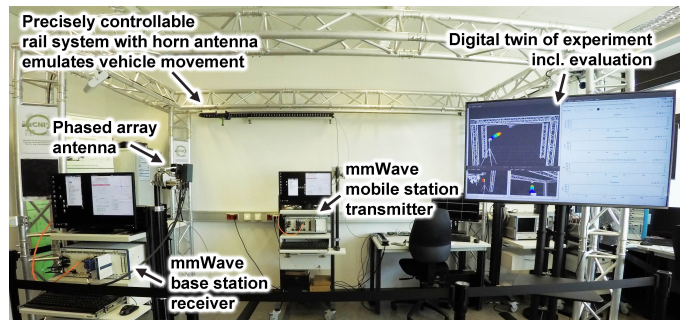 Precisely controllable
rail system with horn antenna
emulates vehicle movement
Digital twin of experiment
incl. evaluation
Phased array
antenna
mmWave
mobile station
transmitter
mmWave
base station
receiver